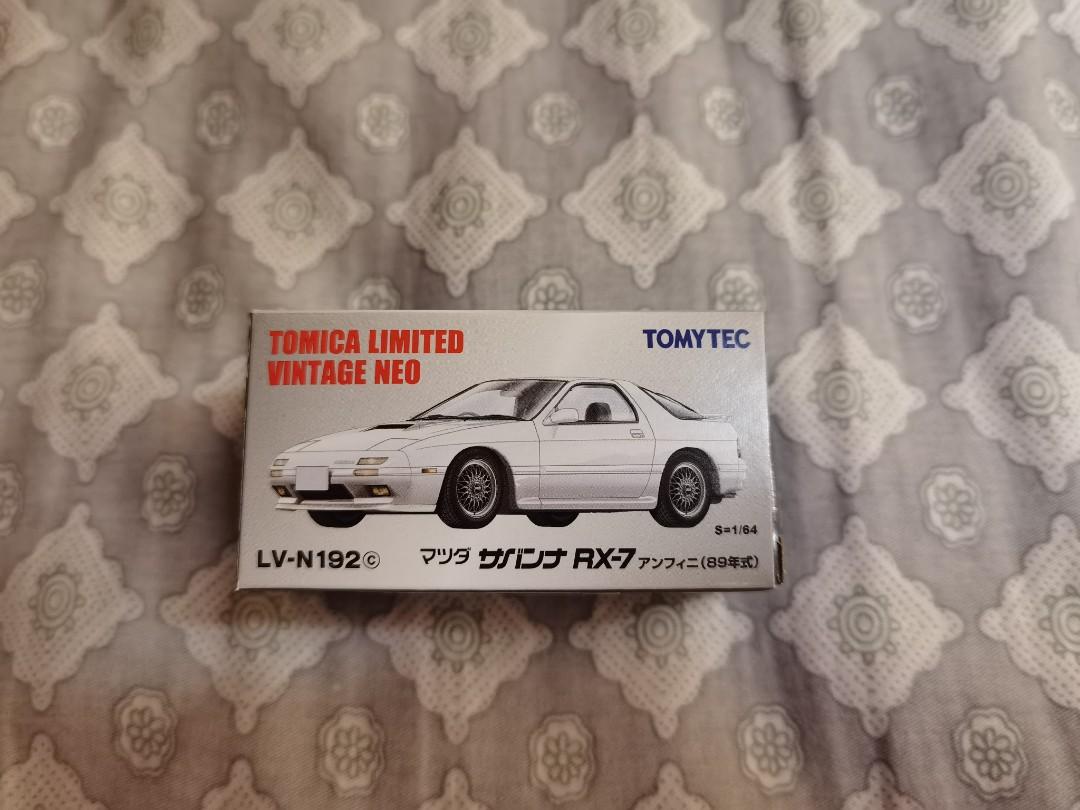 TOMICA LIMITED
VINTAGE NEO
TOMYTEC
S=1/64
LV-N192ⓒ マツダ サバンナ RX-7 アンフィニ(89年式)